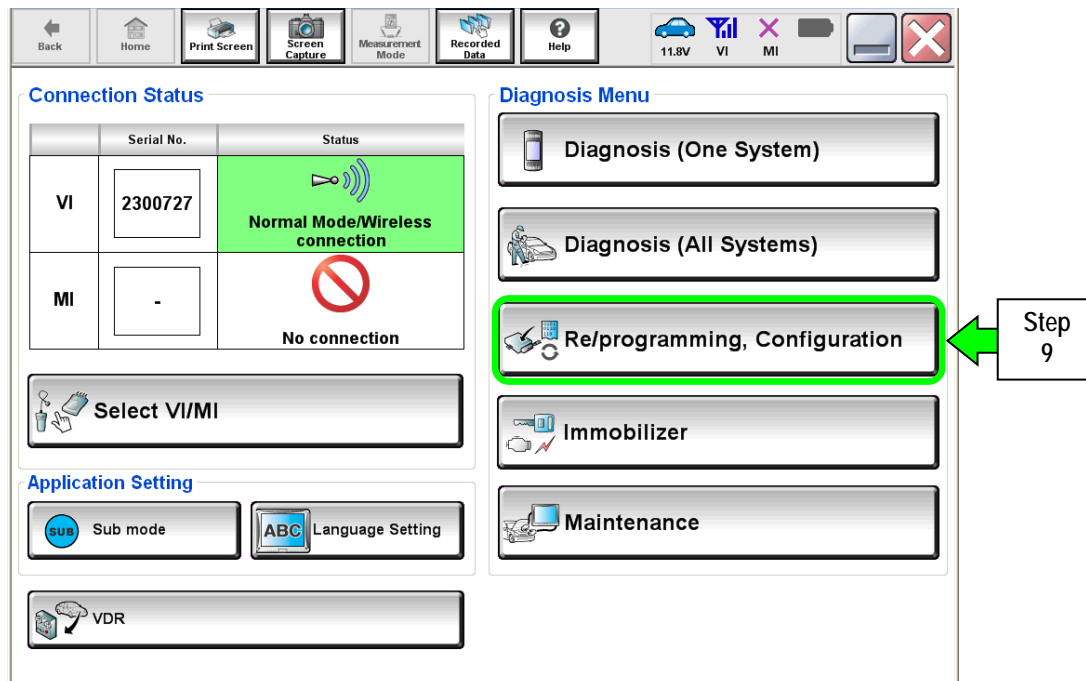 Back
Home
Print Screen
Screen
Capture
Measurement
Mode
Recorded
Data
Help
11.8V
VI
MI
Connection Status
Serial No.
Status
VI
2300727
Normal Mode/Wireless
connection
MI
-
No connection
Select VI/MI
Application Setting
SUB
Sub mode
ABC
Language Setting
VDR
Diagnosis Menu
Diagnosis (One System)
Diagnosis (All Systems)
Re/programming, Configuration
Immobilizer
Maintenance
Step
9